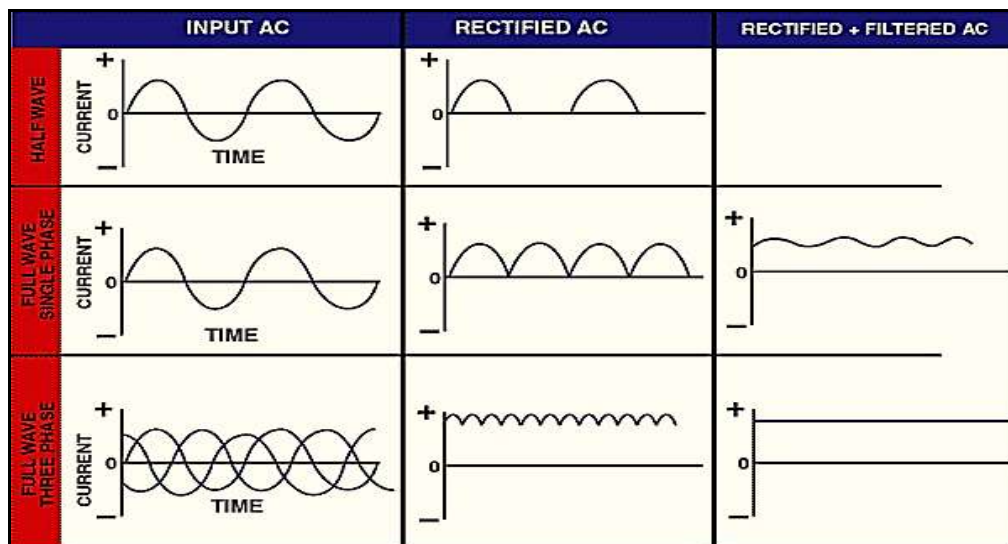 INPUT AC
RECTIFIED AC
RECTIFIED + FILTERED AC
HALF WAVE
CURRENT
+
0
–
TIME
+
0
–
FULL WAVE
SINGLE PHASE
CURRENT
+
0
–
TIME
+
0
–
+
0
–
FULL WAVE
THREE PHASE
CURRENT
+
0
–
TIME
+
0
–
+
0
–